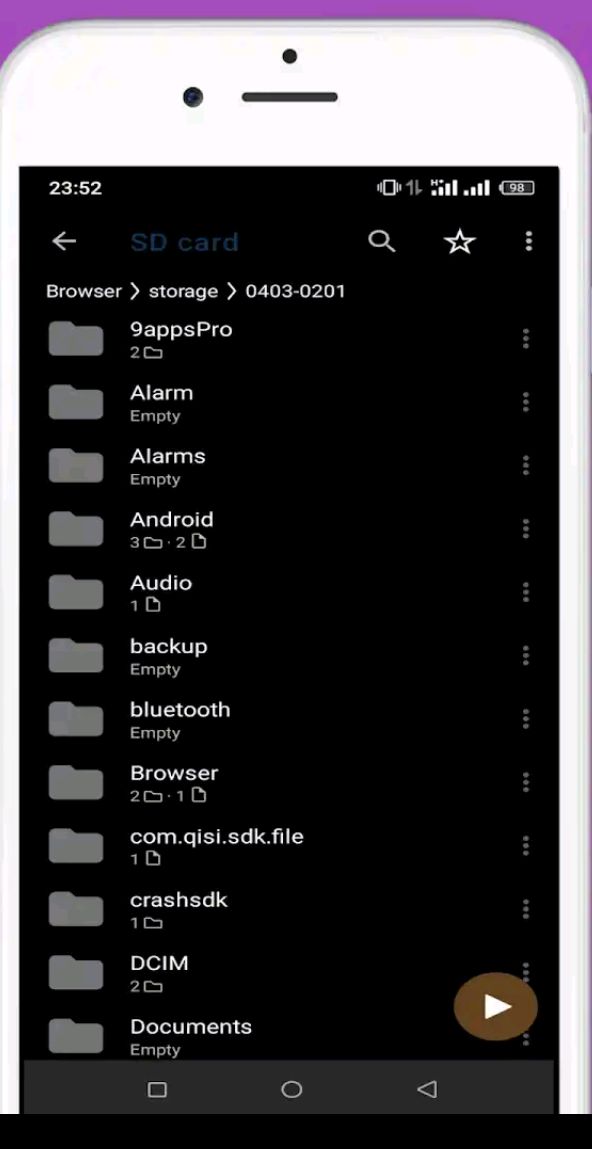 23:52
98
SD card
Browser > storage > 0403-0201
9appsPro
2
Alarm
Empty
Alarms
Empty
Android
3 · 2
Audio
1
backup
Empty
bluetooth
Empty
Browser
2 · 1
com.qisi.sdk.file
1
crashsdk
1
DCIM
2
Documents
Empty